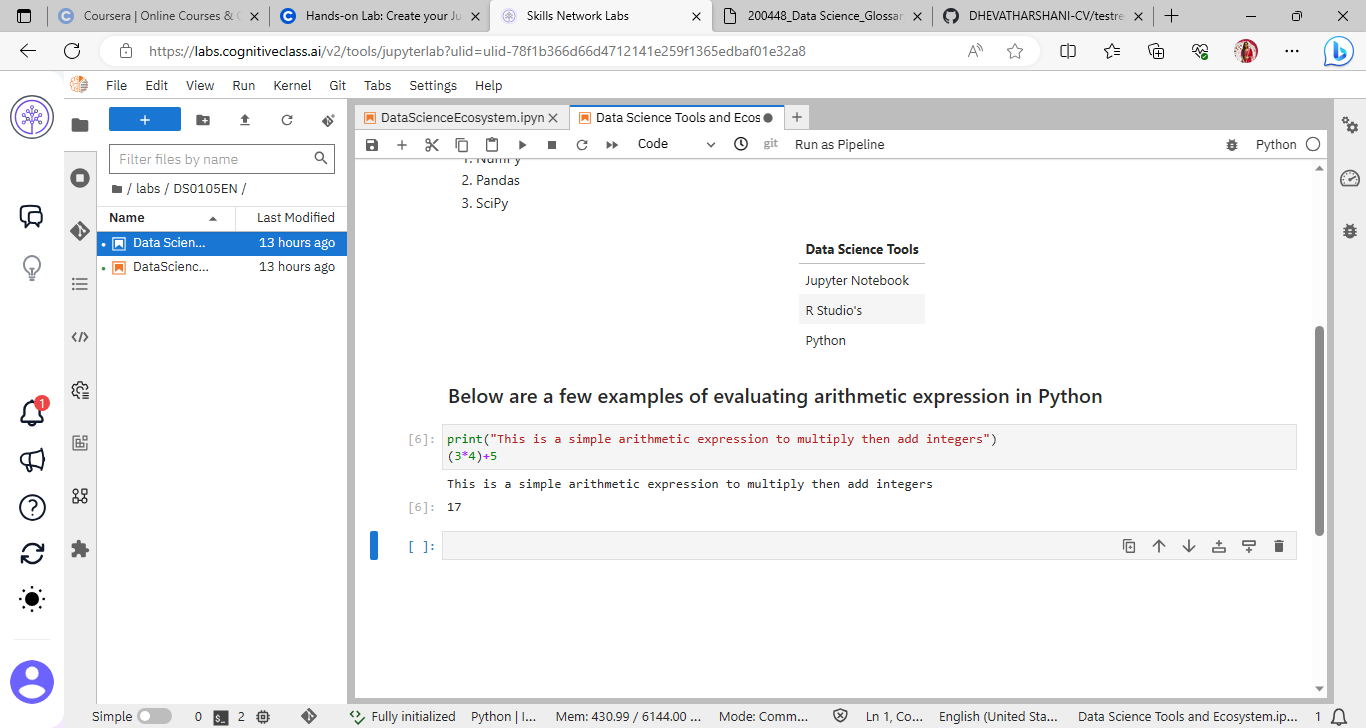 Coursera | Online Courses & C
Hands-on Lab: Create your Ju
Skills Network Labs
200448_Data Science_Glossar
DHEVATHARSHANI-CV/testre
https://labs.cognitiveclass.ai/v2/tools/jupyterlab?ulid=ulid-78f1b366d66d4712141e259f1365edbaf01e32a8
File Edit View Run Kernel Git Tabs Settings Help
Filter files by name
/ labs / DS0105EN /
Name Last Modified
Data Scien... 13 hours ago
DataScienc... 13 hours ago
1
DataScienceEcosystem.ipyn
Data Science Tools and Ecos
Code git Run as Pipeline Python
1. NumPy
2. Pandas
3. SciPy
Data Science Tools
Jupyter Notebook
R Studio's
Python
Below are a few examples of evaluating arithmetic expression in Python
[6]: print("This is a simple arithmetic expression to multiply then add integers")
(3*4)+5
This is a simple arithmetic expression to multiply then add integers
[6]: 17
[ ]:
Simple 0 2 Fully initialized Python | I... Mem: 430.99 / 6144.00 ... Mode: Comm... Ln 1, Co... English (United Sta... Data Science Tools and Ecosystem.ip... 1